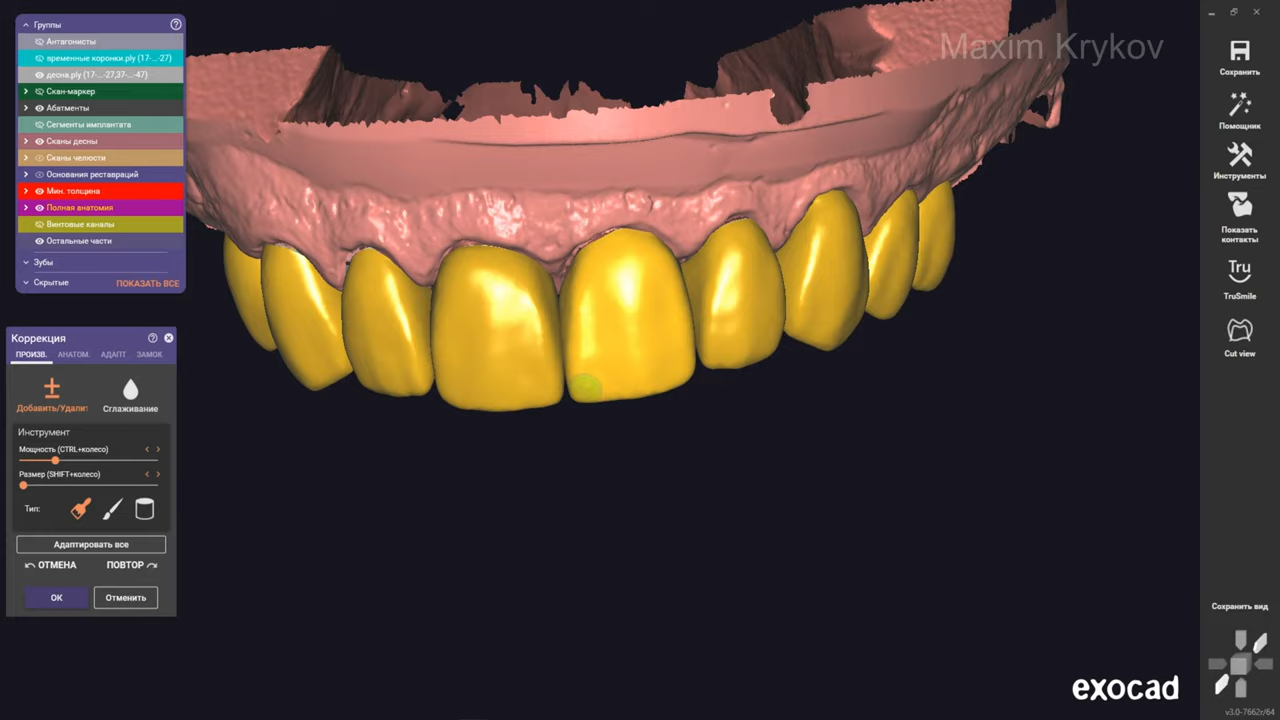 Группы
Антагонисты
временные коронки.ply (17-...-27)
десна.ply (17-...-27,37-...-47)
Скан-маркер
Абатменты
Сегменты имплантата
Сканы десны
Сканы челюсти
Основания реставраций
Мин. толщина
Полная анатомия
Винтовые каналы
Остальные части
Зубы
Скрытые ПОКАЗАТЬ ВСЕ
Коррекция
ПРОИЗВ. АНАТОМ. АДАПТ ЗАМОК
Добавить/Удалит Сглаживание
Инструмент
Мощность (CTRL+колесо)
Размер (SHIFT+колесо)
Тип:
Адаптировать все
ОТМЕНА ПОВТОР
ОК Отменить
Maxim Krykov
Сохранить
Помощник
Инструменты
Показать
контакты
Tru
TruSmile
Cut view
Сохранить вид
exocad
v3.0-7662r/64